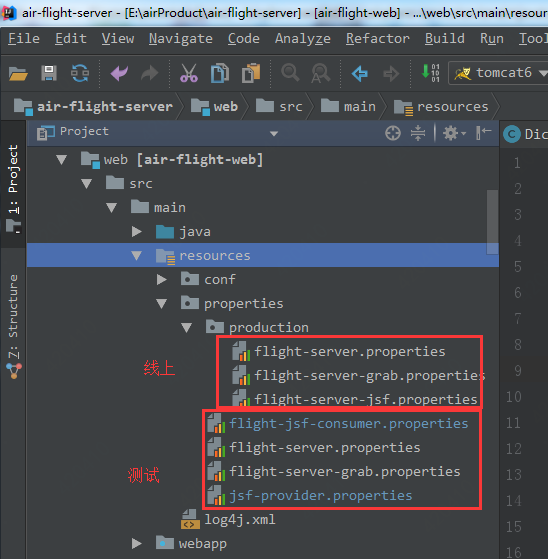 air-flight-server - [E:\airProduct\air-flight-server] - [air-flight-web] - ...\web\src\main\resour
File Edit View Navigate Code Analyze Refactor Build Run Tool
tomcat6
air-flight-server web src main resources
1: Project
Project
Dic
web [air-flight-web]
src
main
java
resources
conf
properties
production
线上
flight-server.properties
flight-server-grab.properties
flight-server-jsf.properties
测试
flight-jsf-consumer.properties
flight-server.properties
flight-server-grab.properties
jsf-provider.properties
log4j.xml
webapp
Z: Structure
1
2
3
4
5
6
7
8
9
10
11
12
13
14
15
16